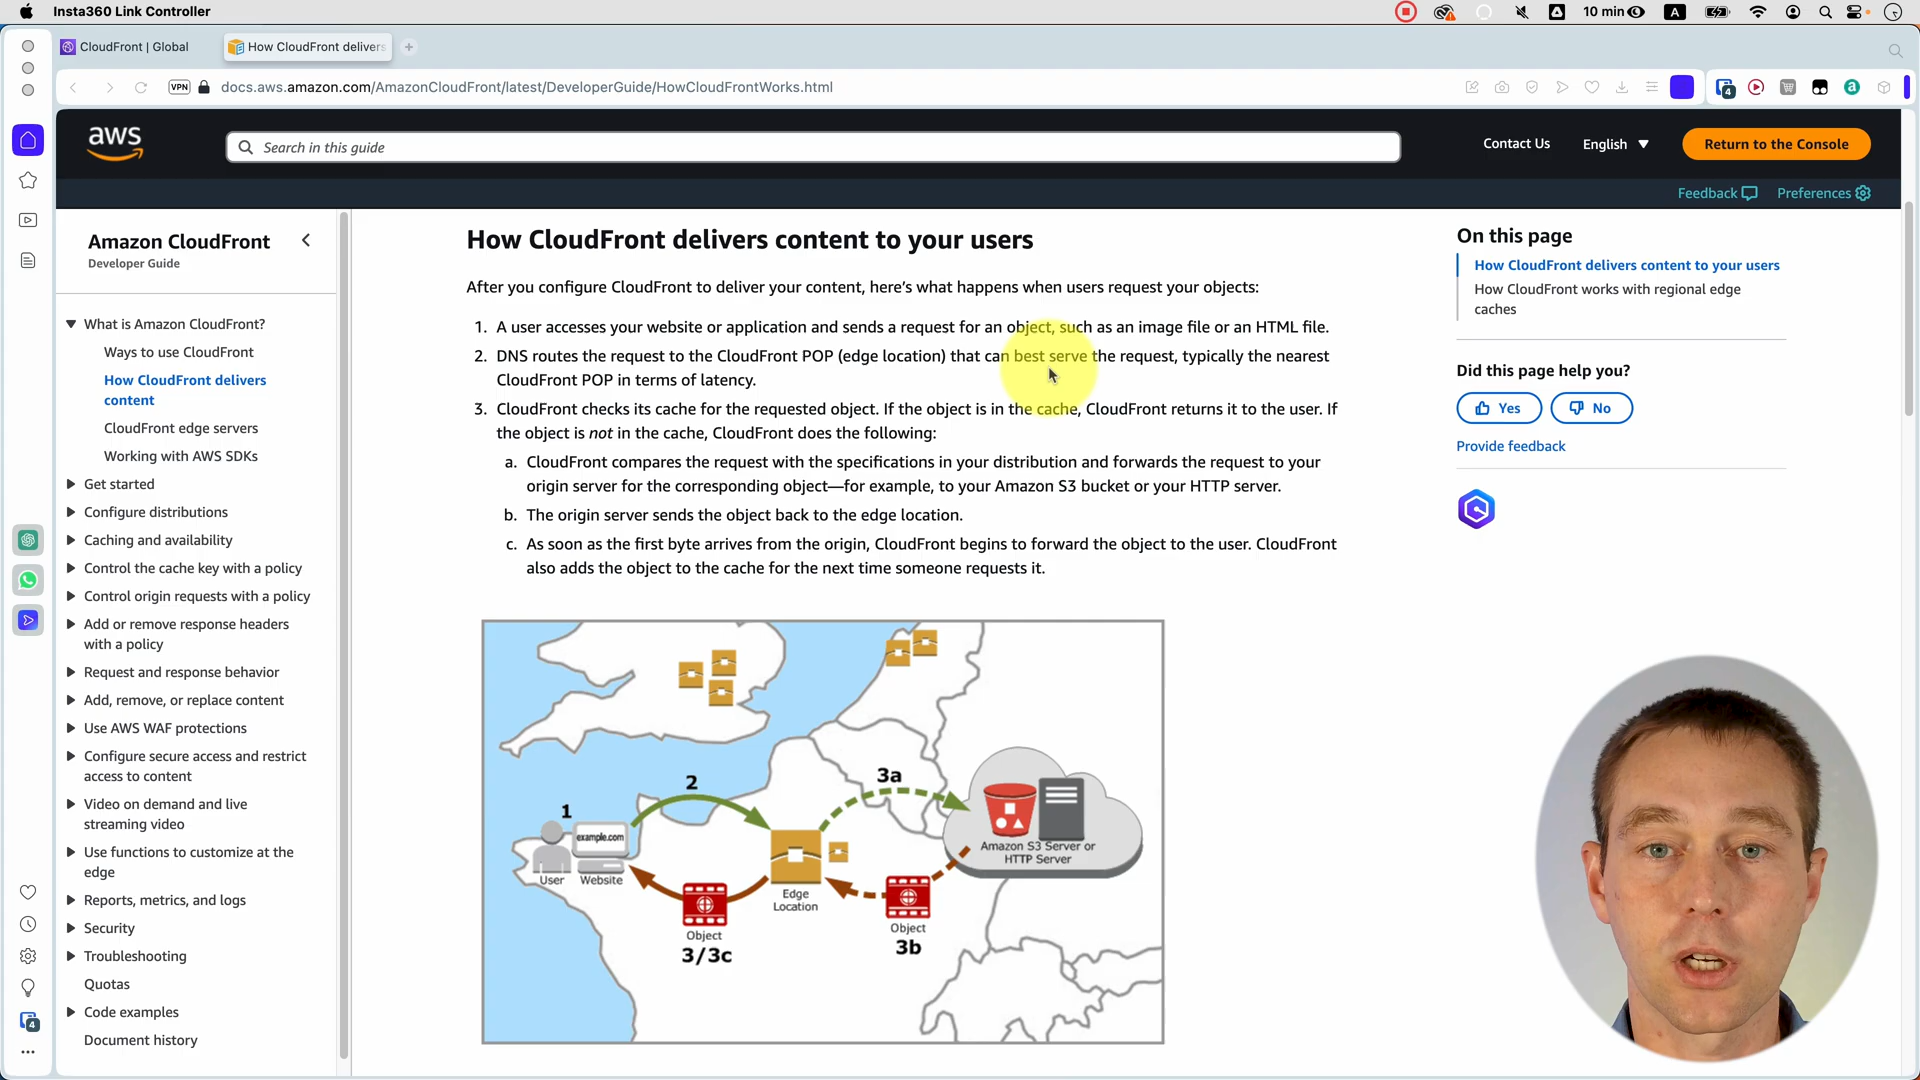 Insta360 Link Controller
10 min
A
CloudFront | Global
How CloudFront delivers
VPN
docs.aws.amazon.com/AmazonCloudFront/latest/DeveloperGuide/HowCloudFrontWorks.html
4
a
aws
Search in this guide
Contact Us
English
Return to the Console
Feedback
Preferences
Amazon CloudFront
Developer Guide
What is Amazon CloudFront?
Ways to use CloudFront
How CloudFront delivers
content
CloudFront edge servers
Working with AWS SDKs
Get started
Configure distributions
Caching and availability
Control the cache key with a policy
Control origin requests with a policy
Add or remove response headers
with a policy
Request and response behavior
Add, remove, or replace content
Use AWS WAF protections
Configure secure access and restrict
access to content
Video on demand and live
streaming video
Use functions to customize at the
edge
Reports, metrics, and logs
Security
Troubleshooting
Quotas
Code examples
Document history
4
How CloudFront delivers content to your users
After you configure CloudFront to deliver your content, here's what happens when users request your objects:
1. A user accesses your website or application and sends a request for an object, such as an image file or an HTML file.
2. DNS routes the request to the CloudFront POP (edge location) that can best serve the request, typically the nearest
CloudFront POP in terms of latency.
3. CloudFront checks its cache for the requested object. If the object is in the cache, CloudFront returns it to the user. If
the object is not in the cache, CloudFront does the following:
a. CloudFront compares the request with the specifications in your distribution and forwards the request to your
origin server for the corresponding object—for example, to your Amazon S3 bucket or your HTTP server.
b. The origin server sends the object back to the edge location.
c. As soon as the first byte arrives from the origin, CloudFront begins to forward the object to the user. CloudFront
also adds the object to the cache for the next time someone requests it.
1
2
3a
example.com
User
Website
Edge
Location
Amazon S3 Server or
HTTP Server
Object
3/3c
Object
3b
On this page
How CloudFront delivers content to your users
How CloudFront works with regional edge
caches
Did this page help you?
Yes
No
Provide feedback